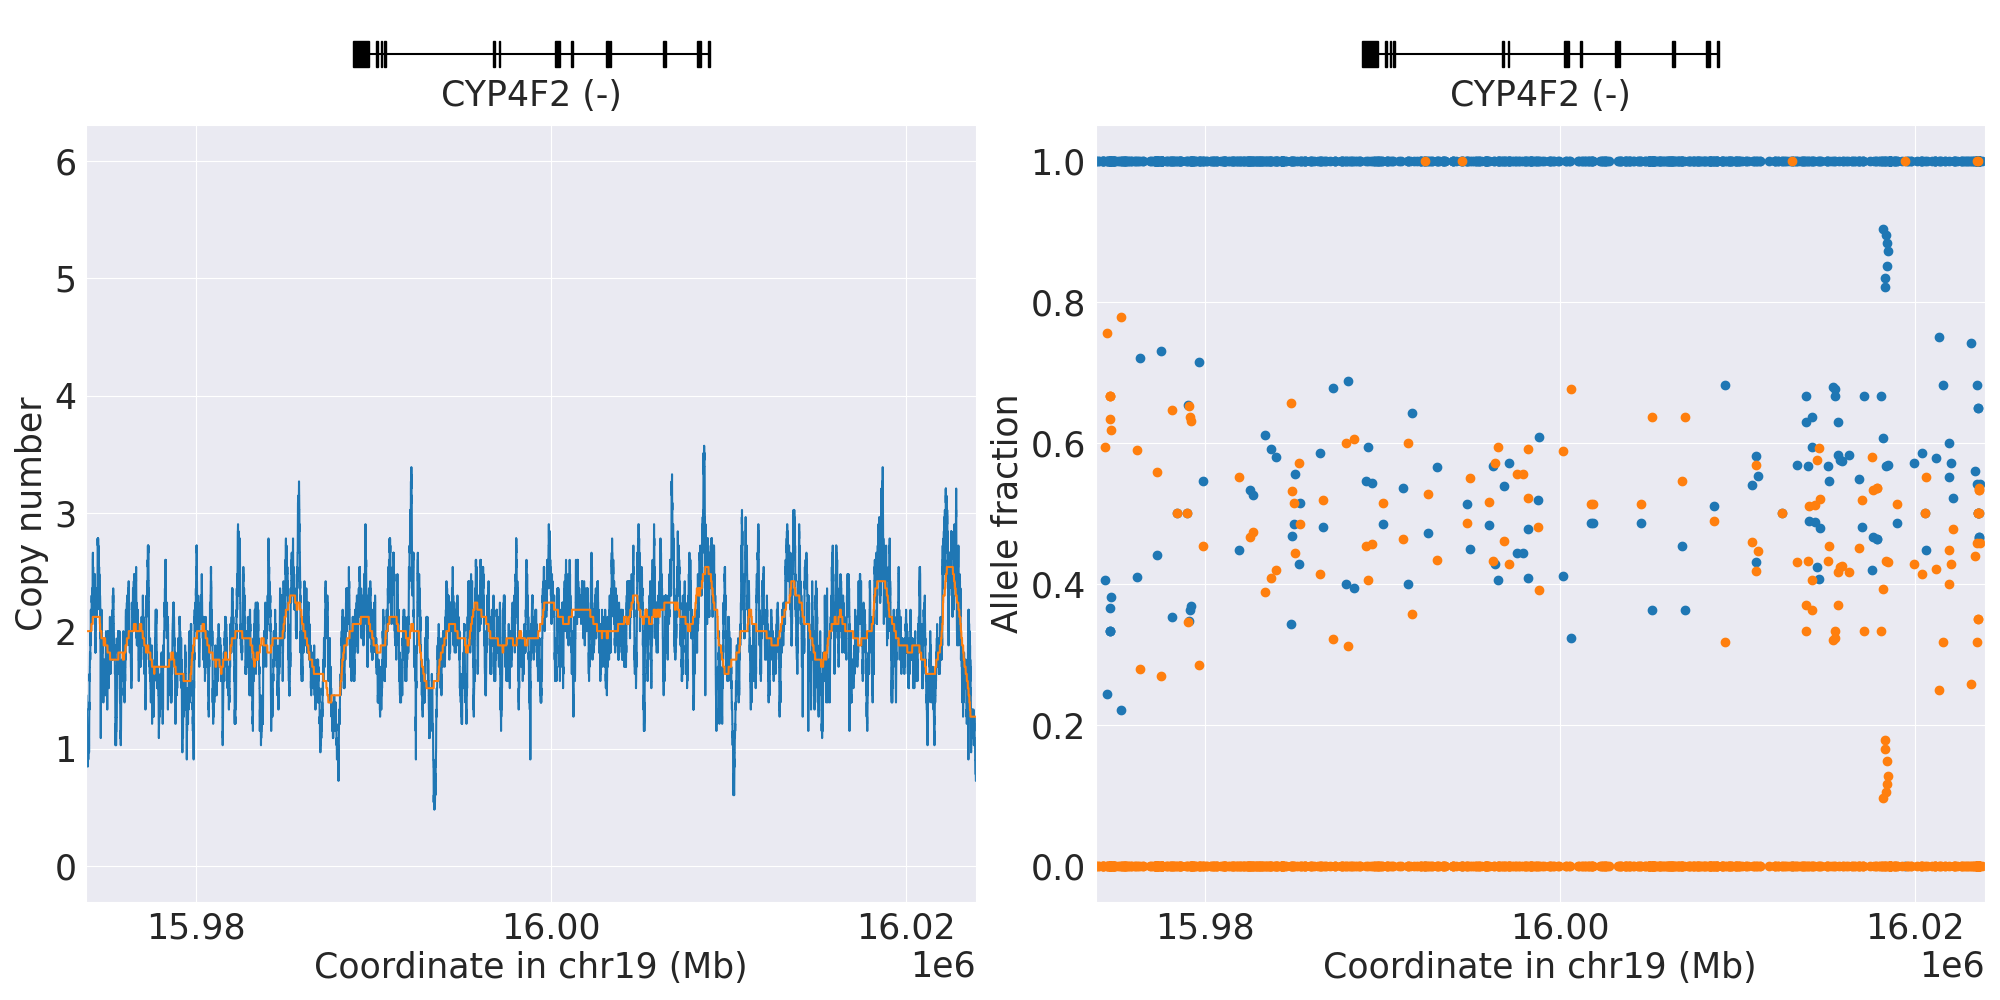 CYP4F2 (-)
6
5
4
3
2
1
0
Copy number
15.98
16.00
16.02
Coordinate in chr19 (Mb)
1e6
CYP4F2 (-)
1.0
0.8
0.6
0.4
0.2
0.0
Allele fraction
15.98
16.00
16.02
Coordinate in chr19 (Mb)
1e6